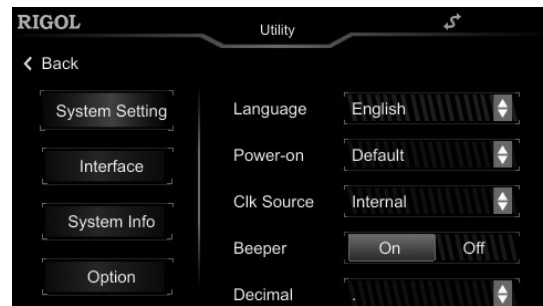 RIGOL
Utility
Back
System Setting
Interface
System Info
Option
Language English
Power-on Default
Clk Source Internal
Beeper On Off
Decimal .